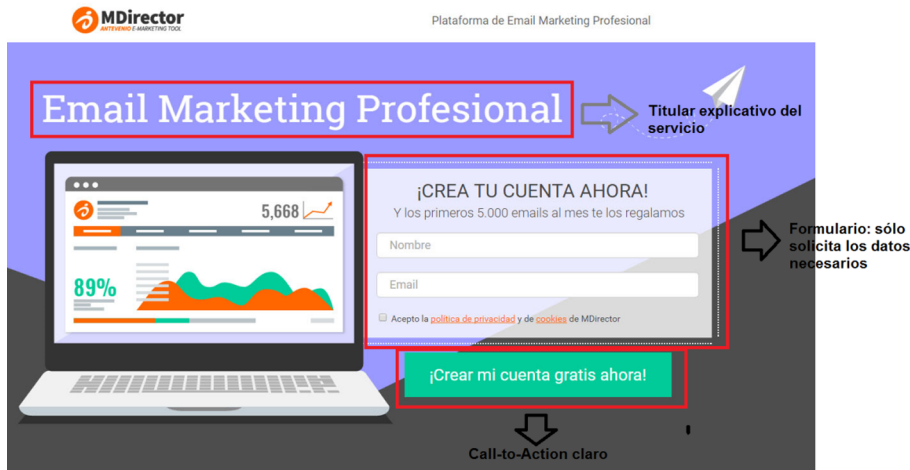 MDirector
ANTEVENIO E-MARKETING TOOL
Plataforma de Email Marketing Profesional
Email Marketing Profesional
Titular explicativo del
servicio
5,668
89%
¡CREA TU CUENTA AHORA!
Y los primeros 5.000 emails al mes te los regalamos
Nombre
Email
Acepto la política de privacidad y de cookies de MDirector
Formulario: sólo
solicita los datos
necesarios
¡Crear mi cuenta gratis ahora!
Call-to-Action claro